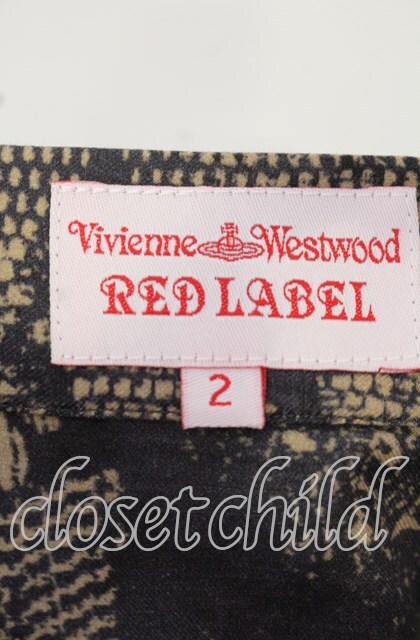 Vivienne Westwood
RED LABEL
2
closet child